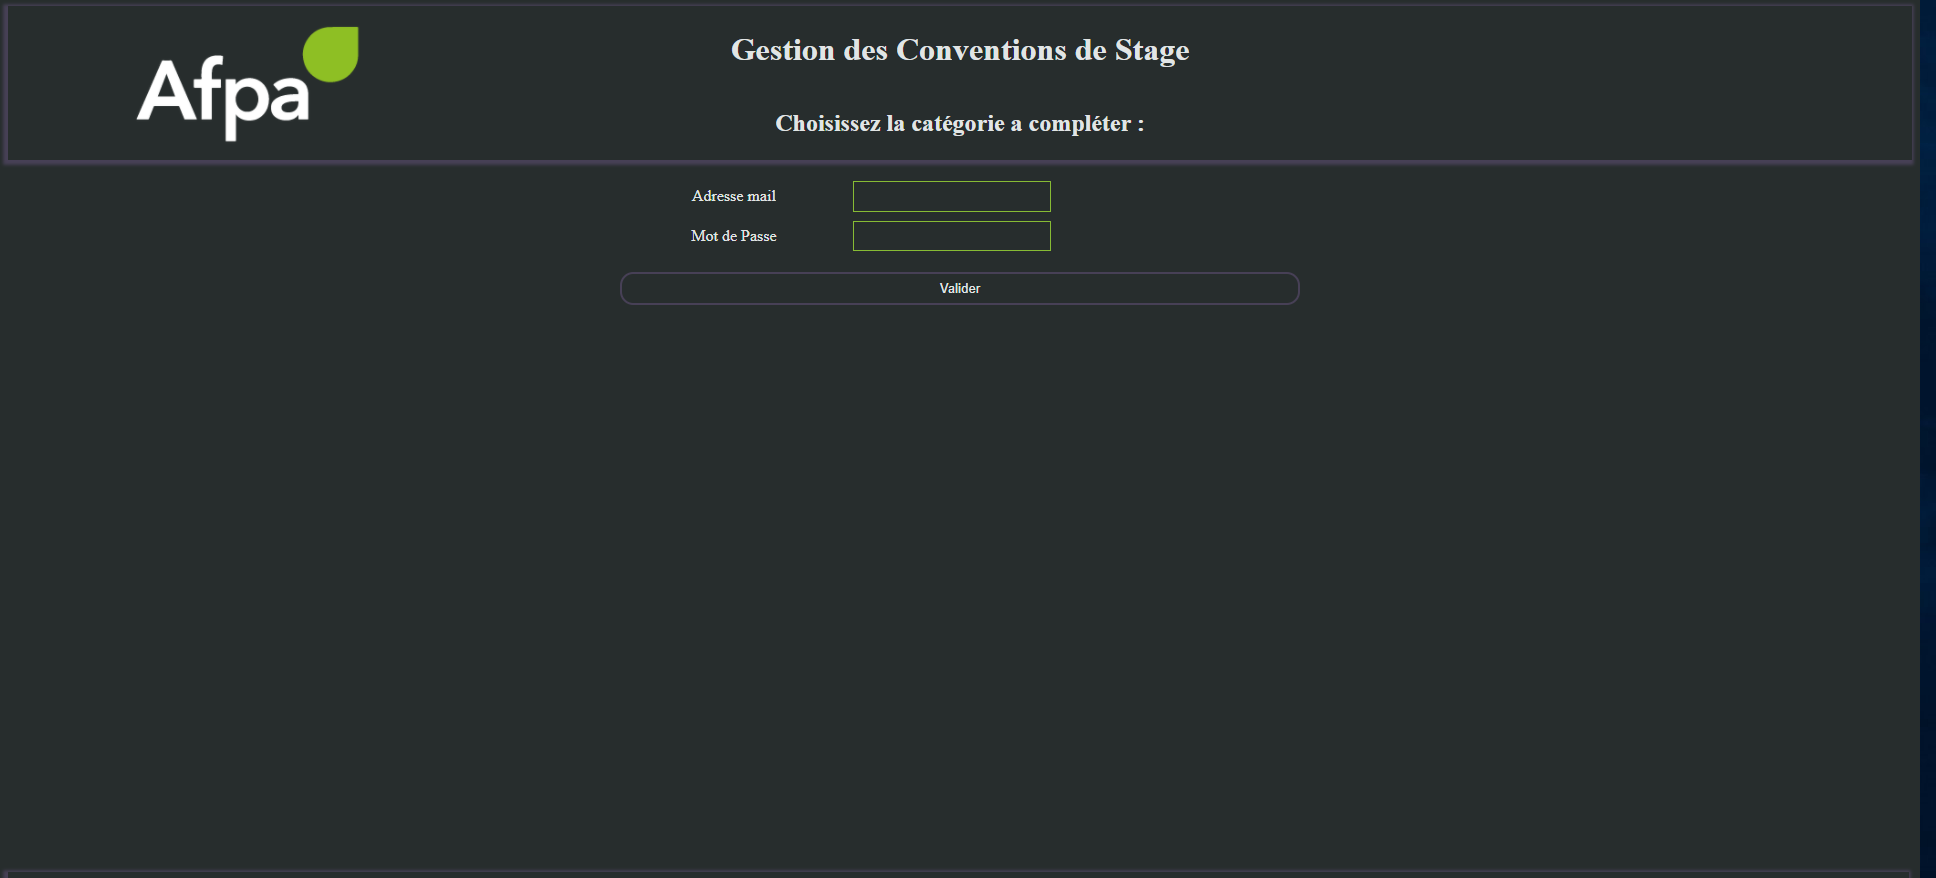 Afpa
Gestion des Conventions de Stage
Choisissez la catégorie a compléter :
Adresse mail
Mot de Passe
Valider